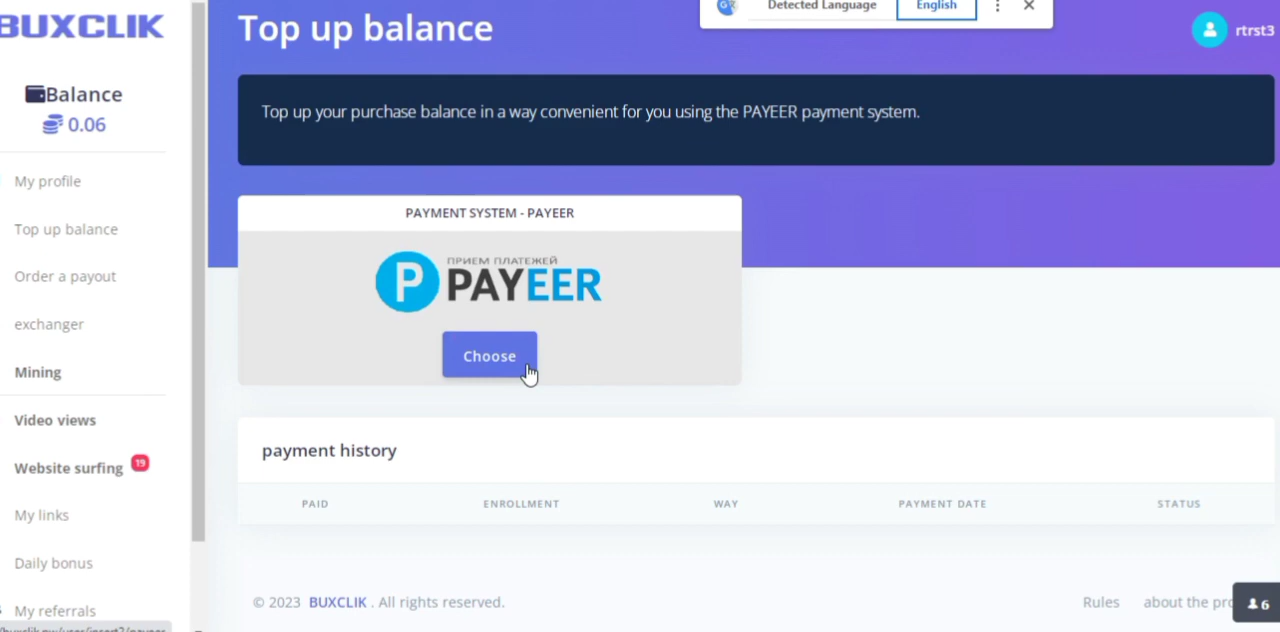 BUXCLIK
Balance
0.06
My profile
Top up balance
Order a payout
exchanger
Mining
Video views
Website surfing 19
My links
Daily bonus
My referrals
Detected Language
English
Top up balance
rtrst3
Top up your purchase balance in a way convenient for you using the PAYEER payment system.
PAYMENT SYSTEM - PAYEER
ПРИЕМ ПЛАТЕЖЕЙ
PAYEER
Choose
payment history
PAID ENROLLMENT WAY PAYMENT DATE STATUS
© 2023 BUXCLIK . All rights reserved.
Rules about the pro
6